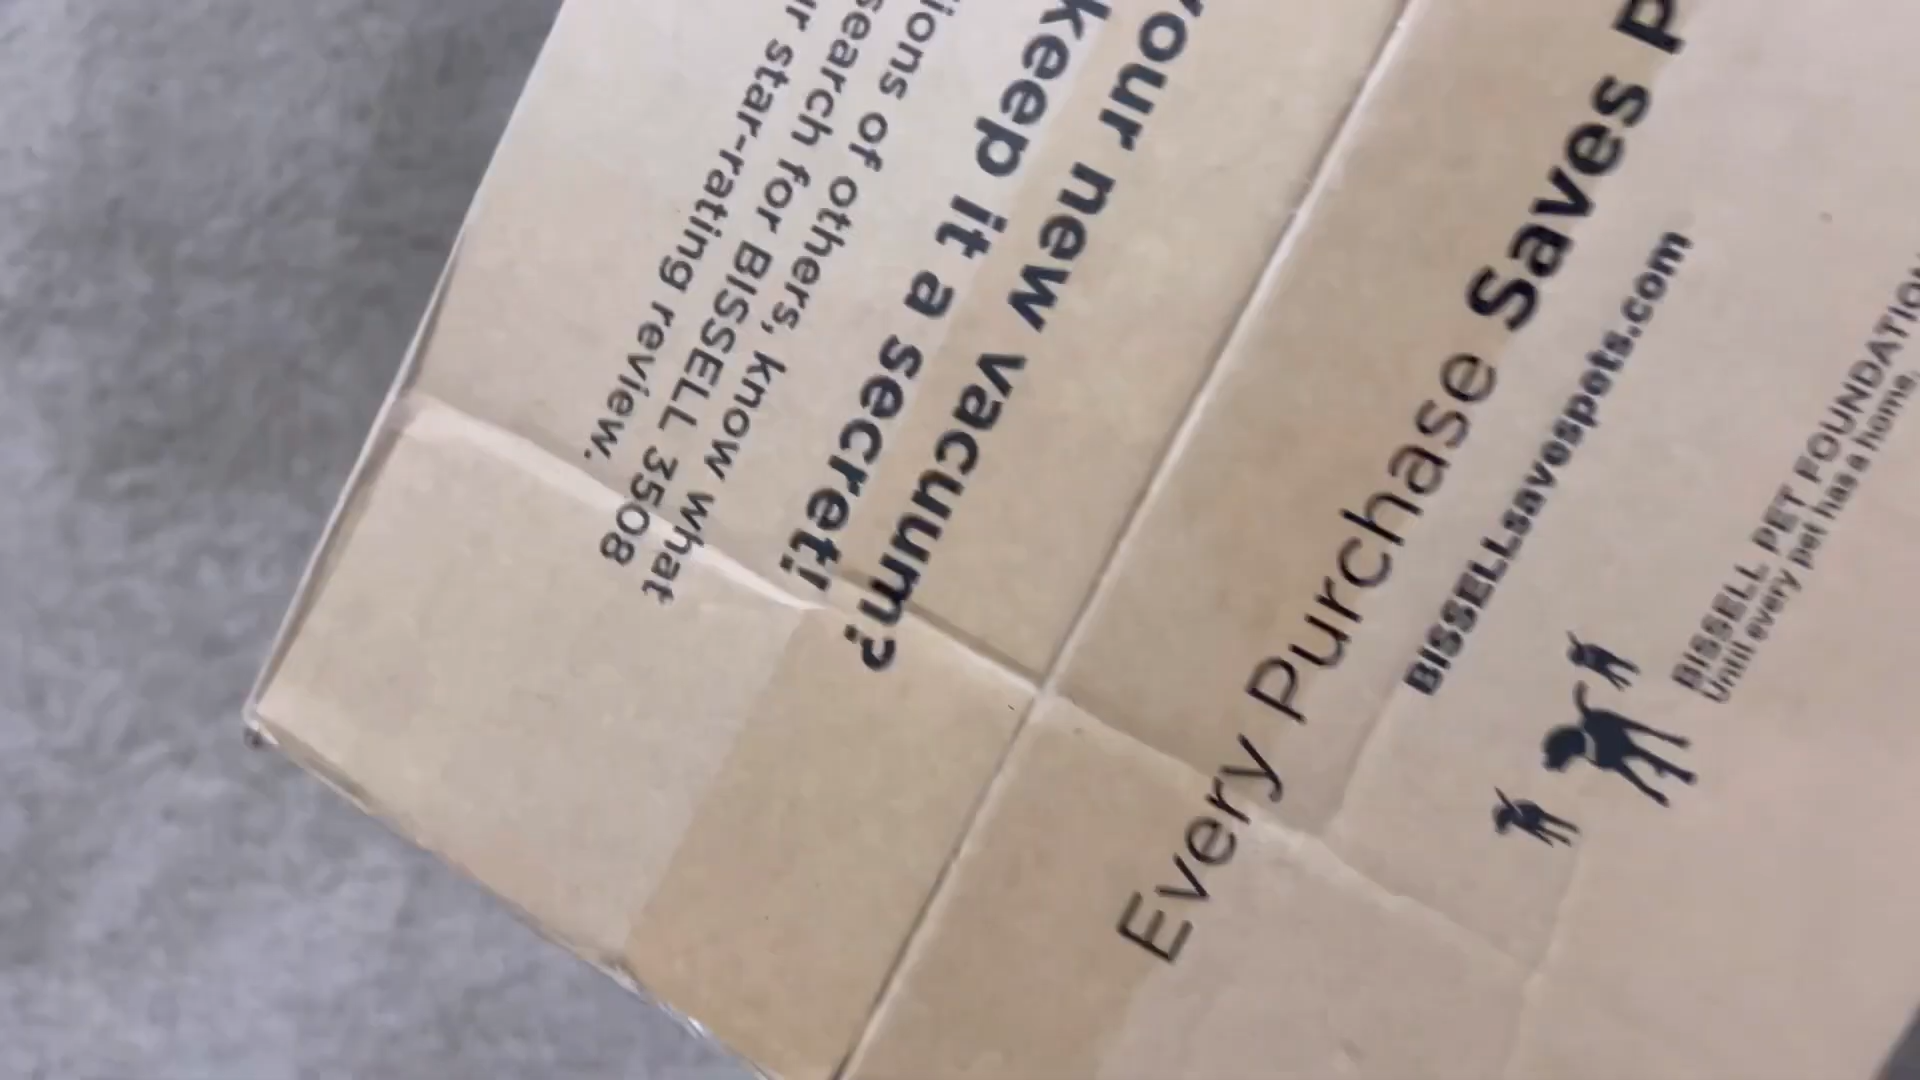 your new vacuum?
keep it a secret!
ions of others, know what
search for BISSELL 3508
star-rating review.
Every Purchase Saves P
BISSELLsavespets.com
BISSELL PET FOUNDATION
Until every pet has a home.